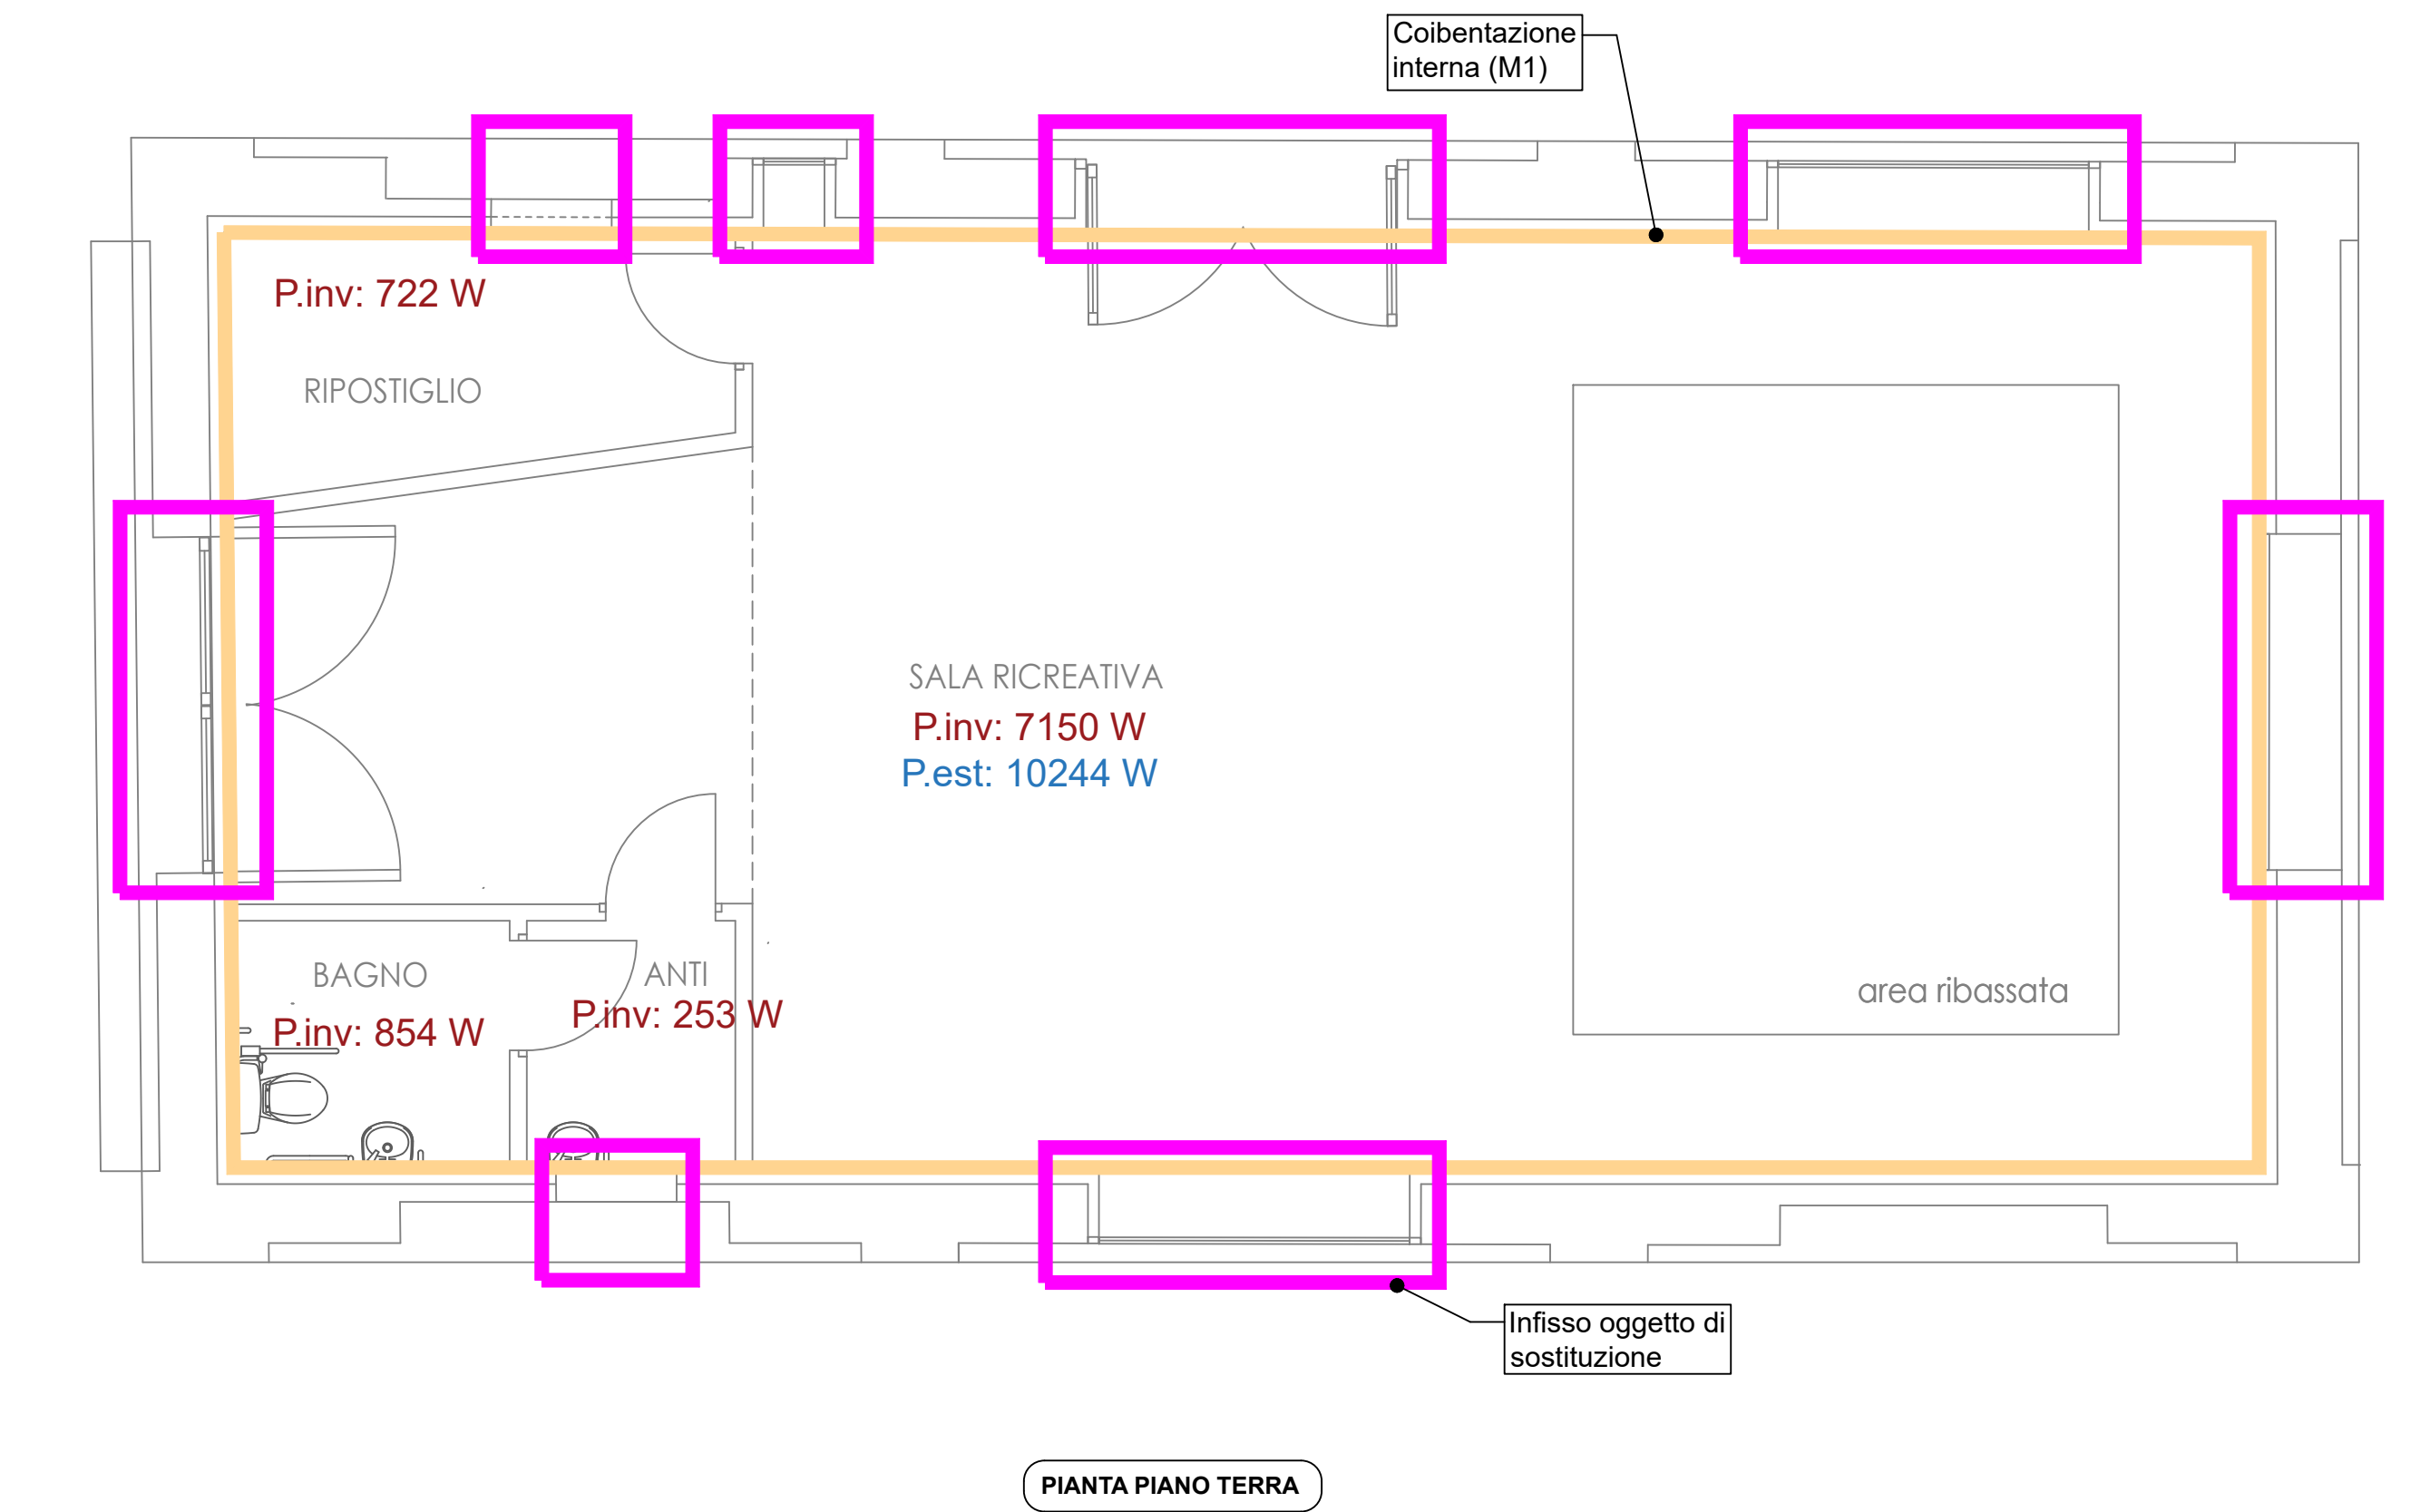 Coibentazione
interna (M1)
P.inv: 722 W
RIPOSTIGLIO
SALA RICREATIVA
P.inv: 7150 W
P.est: 10244 W
BAGNO
P.inv: 854 W
ANTI
P.inv: 253 W
area ribassata
Infisso oggetto di
sostituzione
PIANTA PIANO TERRA